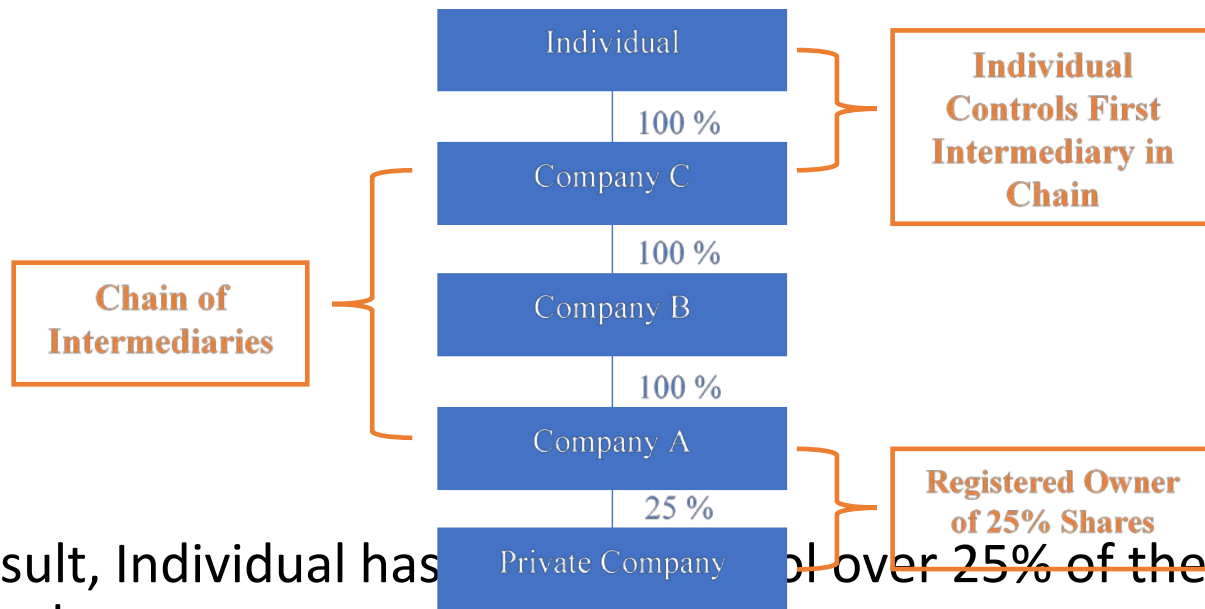 Individual
100 %
Individual
Controls First
Intermediary in
Chain
Company C
100 %
Chain of
Intermediaries
Company B
100 %
Company A
25 %
Registered Owner
of 25% Shares
Private Company
sult, Individual has over 25% of the